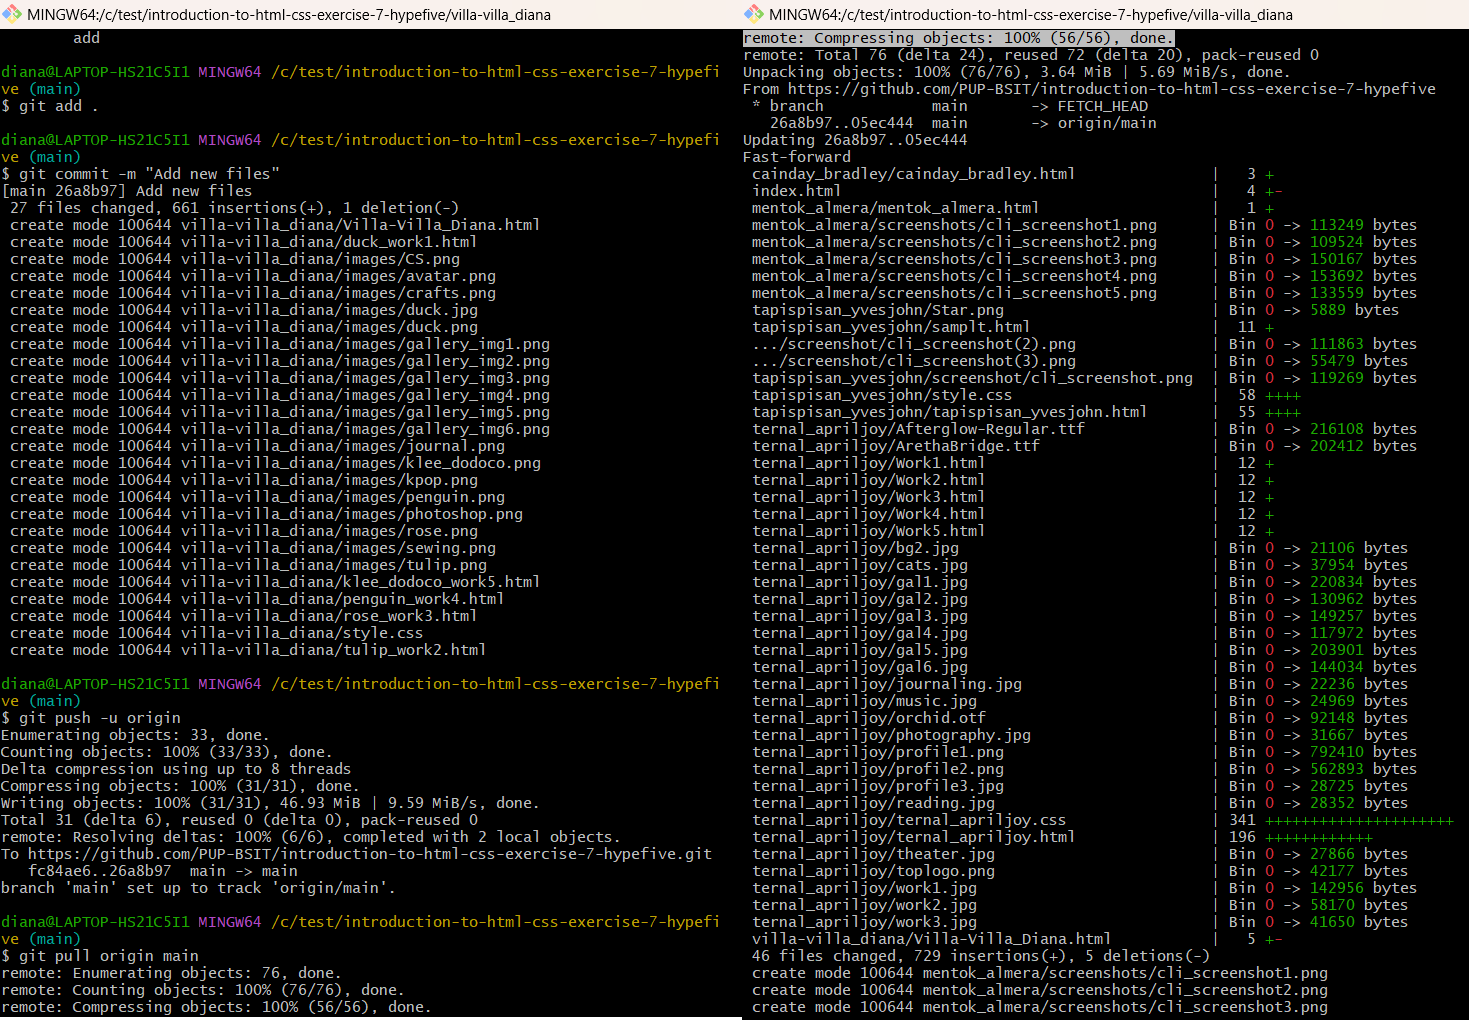 MINGW64:/c/test/introduction-to-html-css-exercise-7-hypefive/villa-villa_diana
        add
diana@LAPTOP-HS21C5I1 MINGW64 /c/test/introduction-to-html-css-exercise-7-hypefi
ve (main)
$ git add .
diana@LAPTOP-HS21C5I1 MINGW64 /c/test/introduction-to-html-css-exercise-7-hypefi
ve (main)
$ git commit -m "Add new files"
[main 26a8b97] Add new files
 27 files changed, 661 insertions(+), 1 deletion(-)
 create mode 100644 villa-villa_diana/Villa-Villa_Diana.html
 create mode 100644 villa-villa_diana/duck_work1.html
 create mode 100644 villa-villa_diana/images/CS.png
 create mode 100644 villa-villa_diana/images/avatar.png
 create mode 100644 villa-villa_diana/images/crafts.png
 create mode 100644 villa-villa_diana/images/duck.jpg
 create mode 100644 villa-villa_diana/images/duck.png
 create mode 100644 villa-villa_diana/images/gallery_img1.png
 create mode 100644 villa-villa_diana/images/gallery_img2.png
 create mode 100644 villa-villa_diana/images/gallery_img3.png
 create mode 100644 villa-villa_diana/images/gallery_img4.png
 create mode 100644 villa-villa_diana/images/gallery_img5.png
 create mode 100644 villa-villa_diana/images/gallery_img6.png
 create mode 100644 villa-villa_diana/images/journal.png
 create mode 100644 villa-villa_diana/images/klee_dodoco.png
 create mode 100644 villa-villa_diana/images/kpop.png
 create mode 100644 villa-villa_diana/images/penguin.png
 create mode 100644 villa-villa_diana/images/photoshop.png
 create mode 100644 villa-villa_diana/images/rose.png
 create mode 100644 villa-villa_diana/images/sewing.png
 create mode 100644 villa-villa_diana/images/tulip.png
 create mode 100644 villa-villa_diana/klee_dodoco_work5.html
 create mode 100644 villa-villa_diana/penguin_work4.html
 create mode 100644 villa-villa_diana/rose_work3.html
 create mode 100644 villa-villa_diana/style.css
 create mode 100644 villa-villa_diana/tulip_work2.html
diana@LAPTOP-HS21C5I1 MINGW64 /c/test/introduction-to-html-css-exercise-7-hypefi
ve (main)
$ git push -u origin
Enumerating objects: 33, done.
Counting objects: 100% (33/33), done.
Delta compression using up to 8 threads
Compressing objects: 100% (31/31), done.
Writing objects: 100% (31/31), 46.93 MiB | 9.59 MiB/s, done.
Total 31 (delta 6), reused 0 (delta 0), pack-reused 0
remote: Resolving deltas: 100% (6/6), completed with 2 local objects.
To https://github.com/PUP-BSIT/introduction-to-html-css-exercise-7-hypefive.git
   fc84ae6..26a8b97  main -> main
branch 'main' set up to track 'origin/main'.
diana@LAPTOP-HS21C5I1 MINGW64 /c/test/introduction-to-html-css-exercise-7-hypefi
ve (main)
$ git pull origin main
remote: Enumerating objects: 76, done.
remote: Counting objects: 100% (76/76), done.
remote: Compressing objects: 100% (56/56), done.
MINGW64:/c/test/introduction-to-html-css-exercise-7-hypefive/villa-villa_diana
remote: Compressing objects: 100% (56/56), done.
remote: Total 76 (delta 24), reused 72 (delta 20), pack-reused 0
Unpacking objects: 100% (76/76), 3.64 MiB | 5.69 MiB/s, done.
From https://github.com/PUP-BSIT/introduction-to-html-css-exercise-7-hypefive
 * branch            main       -> FETCH_HEAD
   26a8b97..05ec444  main       -> origin/main
Updating 26a8b97..05ec444
Fast-forward
 cainday_bradley/cainday_bradley.html | 3 +
 index.html | 4 +-
 mentok_almera/mentok_almera.html | 1 +
 mentok_almera/screenshots/cli_screenshot1.png | Bin 0 -> 113249 bytes
 mentok_almera/screenshots/cli_screenshot2.png | Bin 0 -> 109524 bytes
 mentok_almera/screenshots/cli_screenshot3.png | Bin 0 -> 150167 bytes
 mentok_almera/screenshots/cli_screenshot4.png | Bin 0 -> 153692 bytes
 mentok_almera/screenshots/cli_screenshot5.png | Bin 0 -> 133559 bytes
 tapispisan_yvesjohn/Star.png | Bin 0 -> 5889 bytes
 tapispisan_yvesjohn/samplt.html | 11 +
 .../screenshot/cli_screenshot(2).png | Bin 0 -> 111863 bytes
 .../screenshot/cli_screenshot(3).png | Bin 0 -> 55479 bytes
 tapispisan_yvesjohn/screenshot/cli_screenshot.png | Bin 0 -> 119269 bytes
 tapispisan_yvesjohn/style.css | 58 ++++
 tapispisan_yvesjohn/tapispisan_yvesjohn.html | 55 ++++
 ternal_apriljoy/Afterglow-Regular.ttf | Bin 0 -> 216108 bytes
 ternal_apriljoy/ArethaBridge.ttf | Bin 0 -> 202412 bytes
 ternal_apriljoy/Work1.html | 12 +
 ternal_apriljoy/Work2.html | 12 +
 ternal_apriljoy/Work3.html | 12 +
 ternal_apriljoy/Work4.html | 12 +
 ternal_apriljoy/Work5.html | 12 +
 ternal_apriljoy/bg2.jpg | Bin 0 -> 21106 bytes
 ternal_apriljoy/cats.jpg | Bin 0 -> 37954 bytes
 ternal_apriljoy/gal1.jpg | Bin 0 -> 220834 bytes
 ternal_apriljoy/gal2.jpg | Bin 0 -> 130962 bytes
 ternal_apriljoy/gal3.jpg | Bin 0 -> 149257 bytes
 ternal_apriljoy/gal4.jpg | Bin 0 -> 117972 bytes
 ternal_apriljoy/gal5.jpg | Bin 0 -> 203901 bytes
 ternal_apriljoy/gal6.jpg | Bin 0 -> 144034 bytes
 ternal_apriljoy/journaling.jpg | Bin 0 -> 22236 bytes
 ternal_apriljoy/music.jpg | Bin 0 -> 24969 bytes
 ternal_apriljoy/orchid.otf | Bin 0 -> 92148 bytes
 ternal_apriljoy/photography.jpg | Bin 0 -> 31667 bytes
 ternal_apriljoy/profile1.png | Bin 0 -> 792410 bytes
 ternal_apriljoy/profile2.png | Bin 0 -> 562893 bytes
 ternal_apriljoy/profile3.jpg | Bin 0 -> 28725 bytes
 ternal_apriljoy/reading.jpg | Bin 0 -> 28352 bytes
 ternal_apriljoy/ternal_apriljoy.css | 341 +++++++++++++++++++++
 ternal_apriljoy/ternal_apriljoy.html | 196 ++++++++++++
 ternal_apriljoy/theater.jpg | Bin 0 -> 27866 bytes
 ternal_apriljoy/toplogo.png | Bin 0 -> 42177 bytes
 ternal_apriljoy/work1.jpg | Bin 0 -> 142956 bytes
 ternal_apriljoy/work2.jpg | Bin 0 -> 58170 bytes
 ternal_apriljoy/work3.jpg | Bin 0 -> 41650 bytes
 villa-villa_diana/Villa-Villa_Diana.html | 5 +-
 46 files changed, 729 insertions(+), 5 deletions(-)
 create mode 100644 mentok_almera/screenshots/cli_screenshot1.png
 create mode 100644 mentok_almera/screenshots/cli_screenshot2.png
 create mode 100644 mentok_almera/screenshots/cli_screenshot3.png